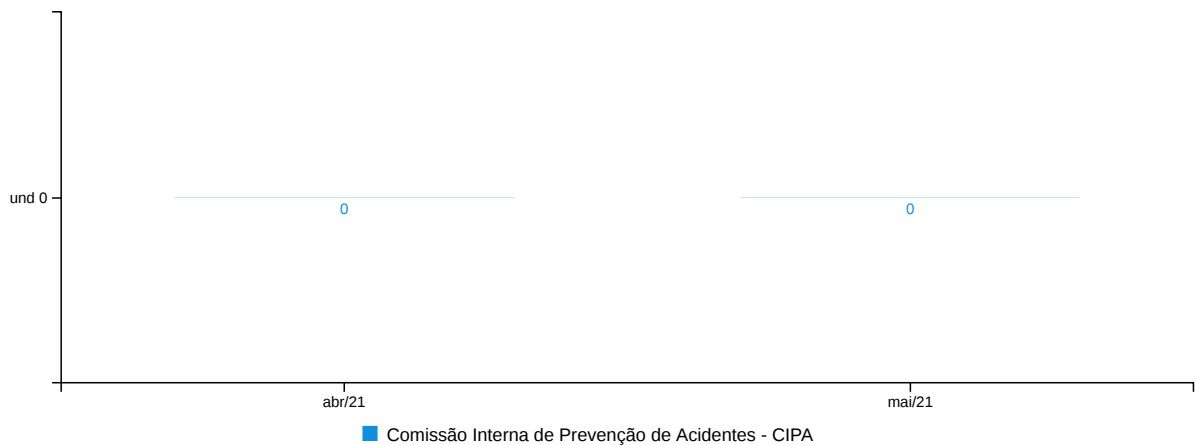 und 0
0
0
abr/21
mai/21
Comissão Interna de Prevenção de Acidentes - CIPA